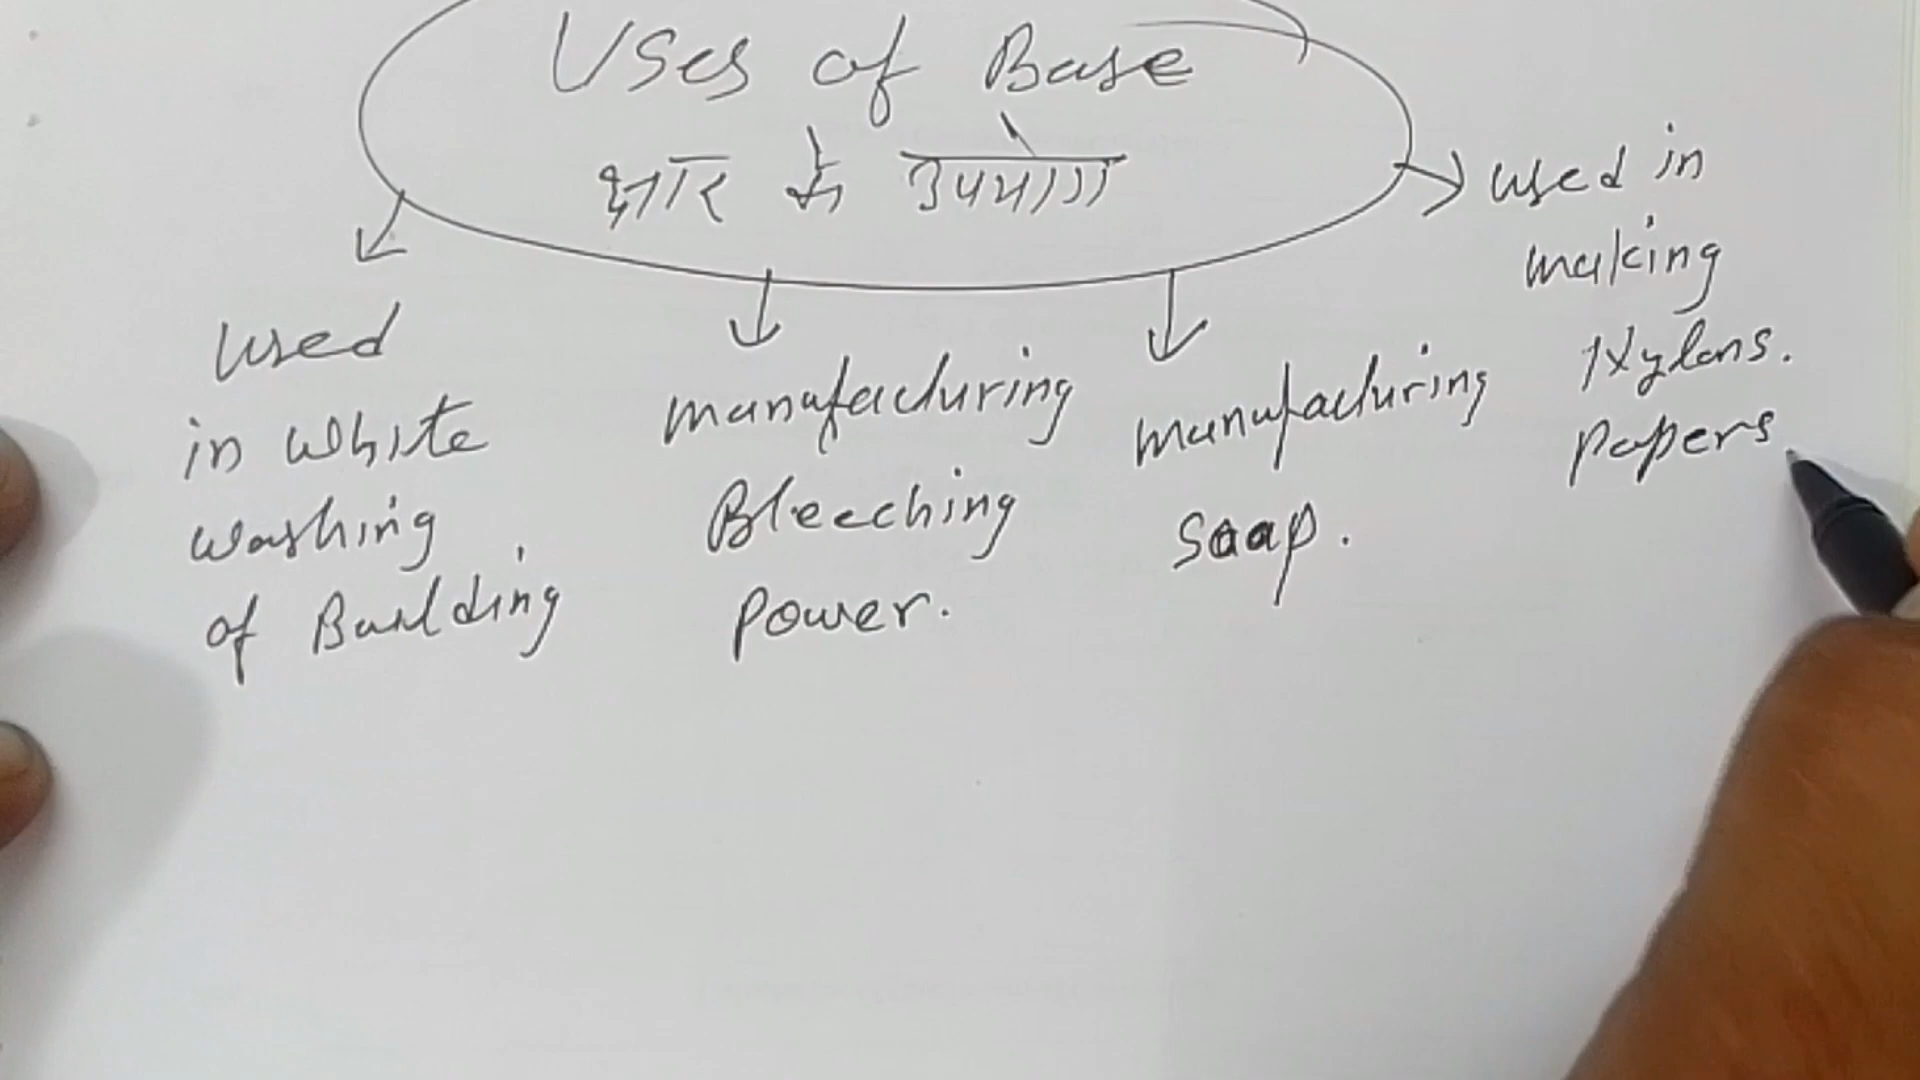 Uses of Base
क्षार के उपयोग
used
in white
washing
of Building
manufacturing
Bleeching
power.
manufacturing
soap.
used in
making
Nylons.
papers